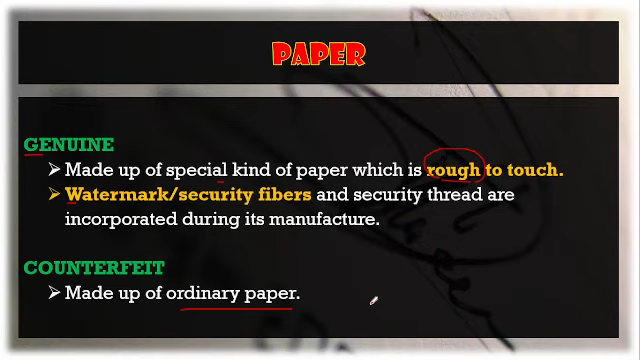 PAPER
GENUINE
Made up of special kind of paper which is rough to touch.
Watermark/security fibers and security thread are
incorporated during its manufacture.
COUNTERFEIT
Made up of ordinary paper.